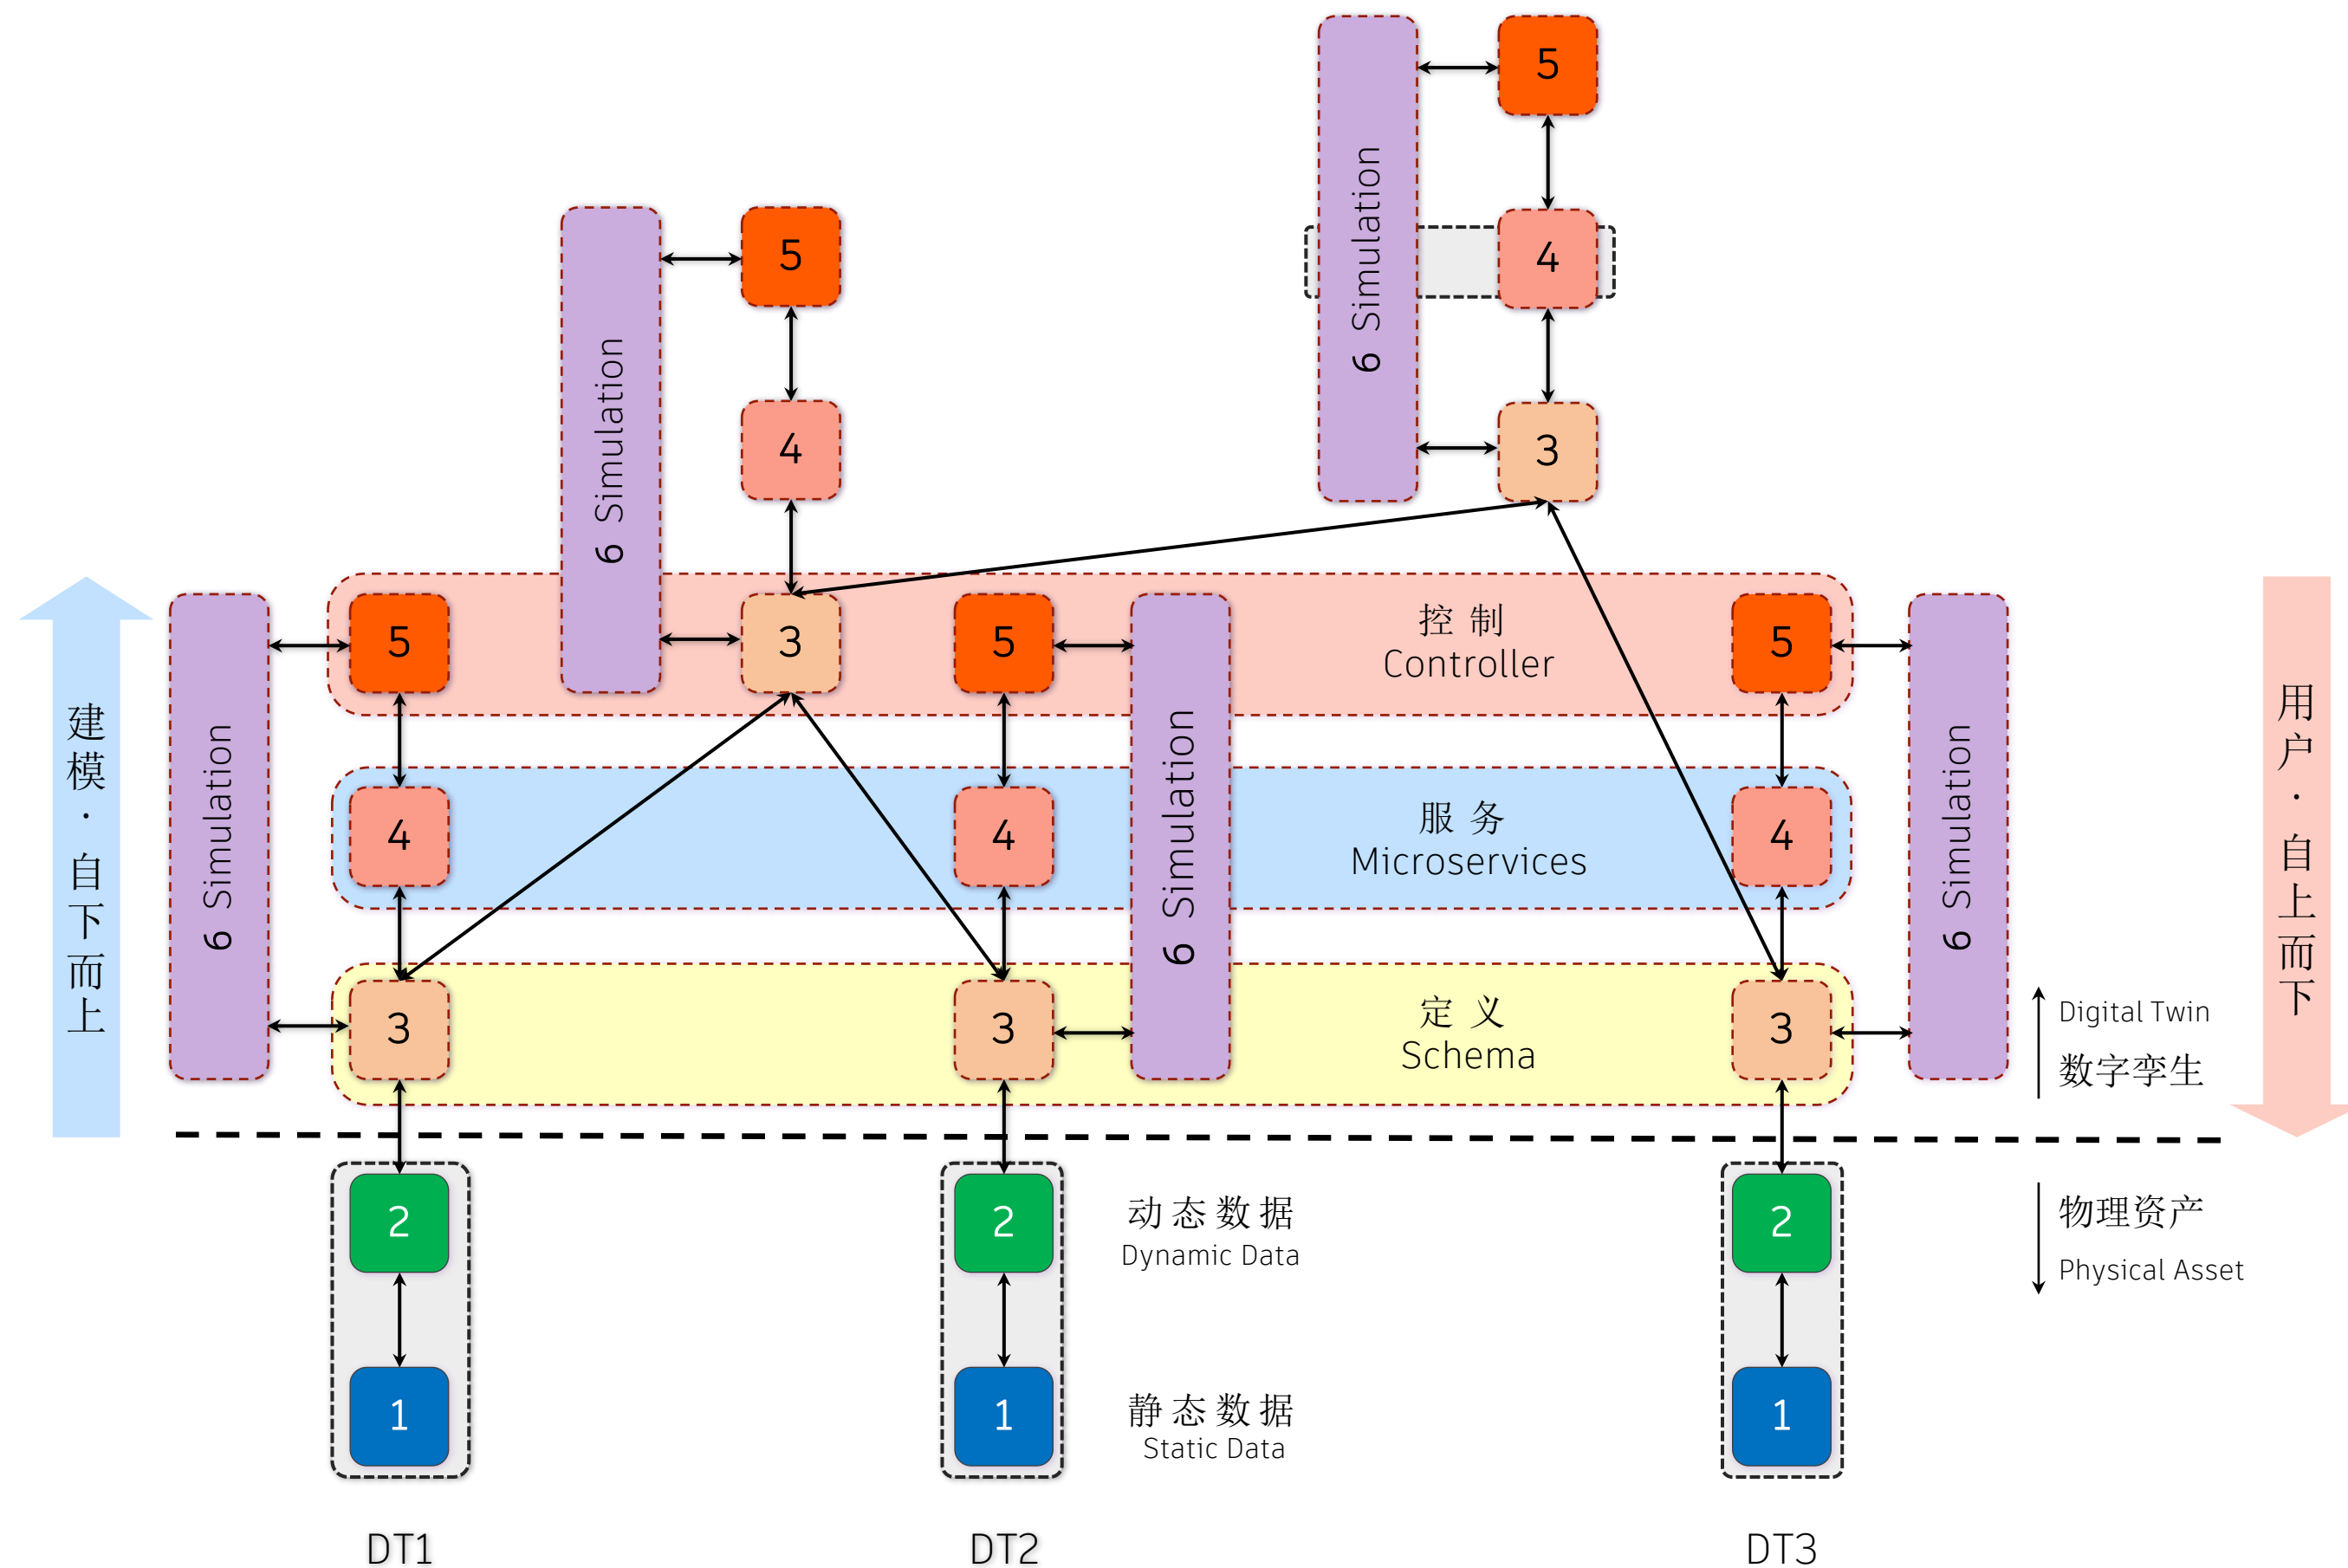 5
6 Simulation
4
3
5
6 Simulation
4
3
控 制
Controller
5
5
5
6 Simulation
6 Simulation
6 Simulation
建模·自下而上
用户·自上而下
服 务
Microservices
4
4
4
定 义
Schema
3
3
3
Digital Twin
数字孪生
物理资产
Physical Asset
动 态 数 据
Dynamic Data
2
2
2
静 态 数 据
Static Data
1
1
1
DT1
DT2
DT3